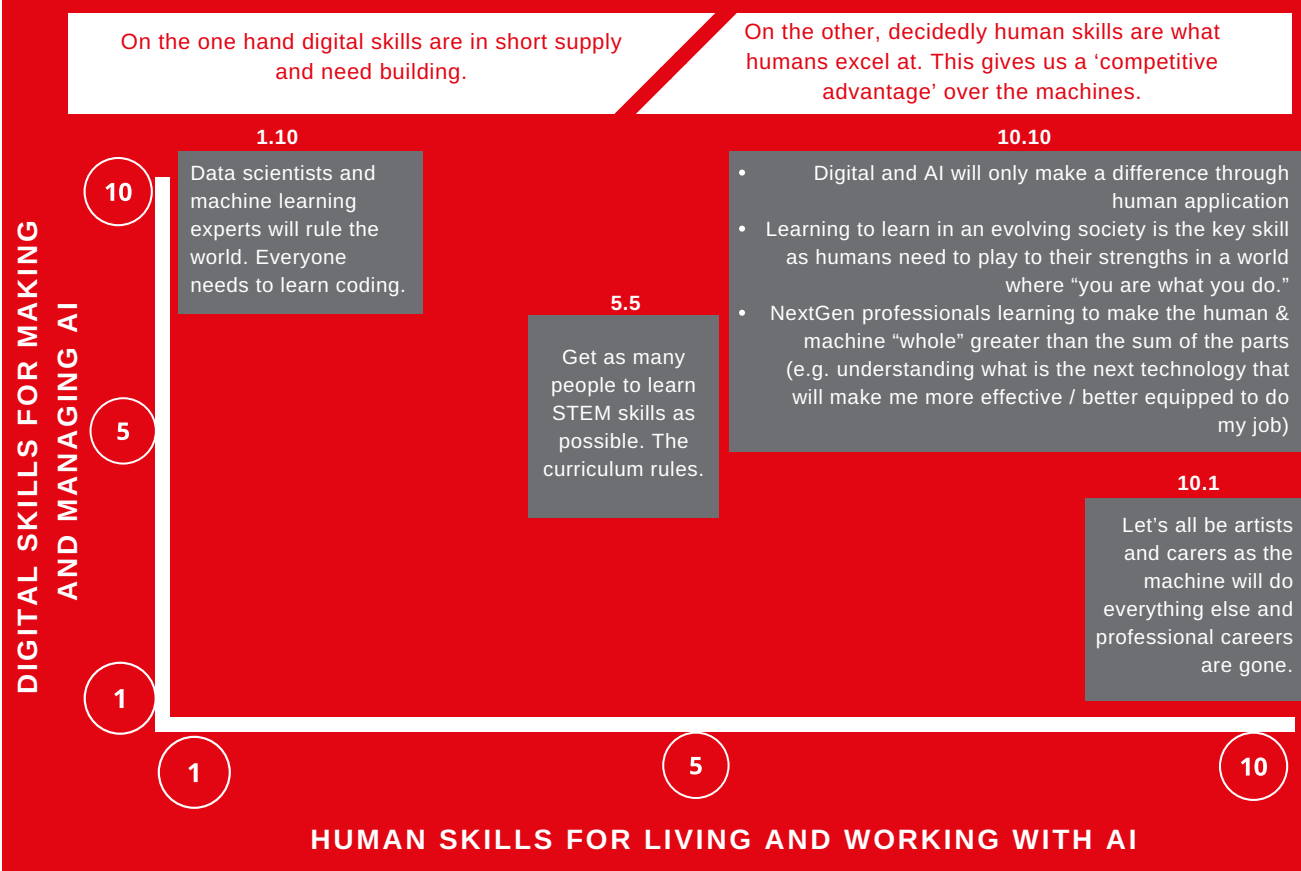 On the one hand digital skills are in short supply
and need building.
On the other, decidedly human skills are what
humans excel at. This gives us a ‘competitive
advantage’ over the machines.
1.10
Data scientists and
machine learning
experts will rule the
world. Everyone
needs to learn coding.
5.5
Get as many
people to learn
STEM skills as
possible. The
curriculum rules.
10.10
• Digital and AI will only make a difference through
human application
• Learning to learn in an evolving society is the key skill
as humans need to play to their strengths in a world
where “you are what you do.”
• NextGen professionals learning to make the human &
machine “whole” greater than the sum of the parts
(e.g. understanding what is the next technology that
will make me more effective / better equipped to do
my job)
10.1
Let’s all be artists
and carers as the
machine will do
everything else and
professional careers
are gone.
DIGITAL SKILLS FOR MAKING
AND MANAGING AI
10
5
1
1
5
10
HUMAN SKILLS FOR LIVING AND WORKING WITH AI